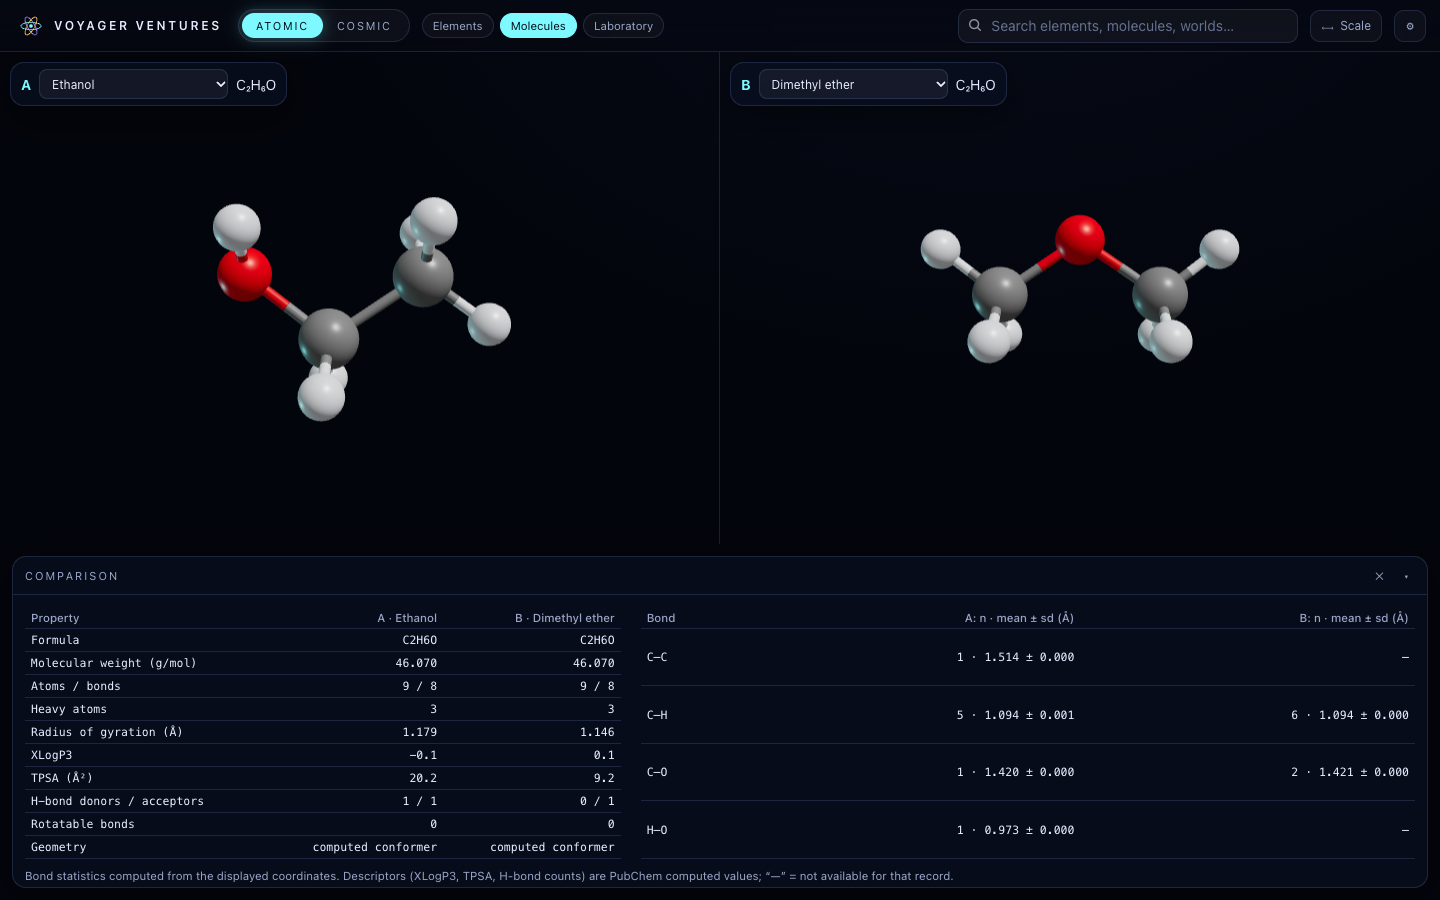 VOYAGER VENTURES ATOMIC COSMIC Elements Molecules Laboratory Search elements, molecules, worlds... Scale
A Ethanol C₂H₆O
B Dimethyl ether C₂H₆O
COMPARISON
Property A · Ethanol B · Dimethyl ether
Formula C2H6O C2H6O
Molecular weight (g/mol) 46.070 46.070
Atoms / bonds 9 / 8 9 / 8
Heavy atoms 3 3
Radius of gyration (Å) 1.179 1.146
XLogP3 −0.1 0.1
TPSA (Å²) 20.2 9.2
H-bond donors / acceptors 1 / 1 0 / 1
Rotatable bonds 0 0
Geometry computed conformer computed conformer
Bond A: n · mean ± sd (Å) B: n · mean ± sd (Å)
C–C 1 · 1.514 ± 0.000 —
C–H 5 · 1.094 ± 0.001 6 · 1.094 ± 0.000
C–O 1 · 1.420 ± 0.000 2 · 1.421 ± 0.000
H–O 1 · 0.973 ± 0.000 —
Bond statistics computed from the displayed coordinates. Descriptors (XLogP3, TPSA, H-bond counts) are PubChem computed values; “—” = not available for that record.